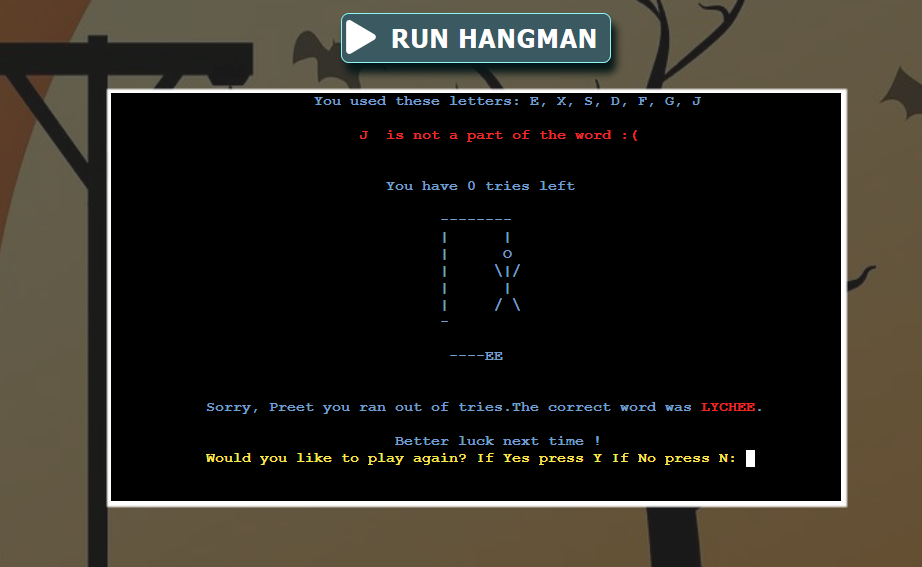 RUN HANGMAN
You used these letters: E, X, S, D, F, G, J
J is not a part of the word :(
You have 0 tries left
--------
|      |
|      O
|     \|/
|      |
|     / \
-
----EE
Sorry, Preet you ran out of tries.The correct word was LYCHEE.
Better luck next time !
Would you like to play again? If Yes press Y If No press N: